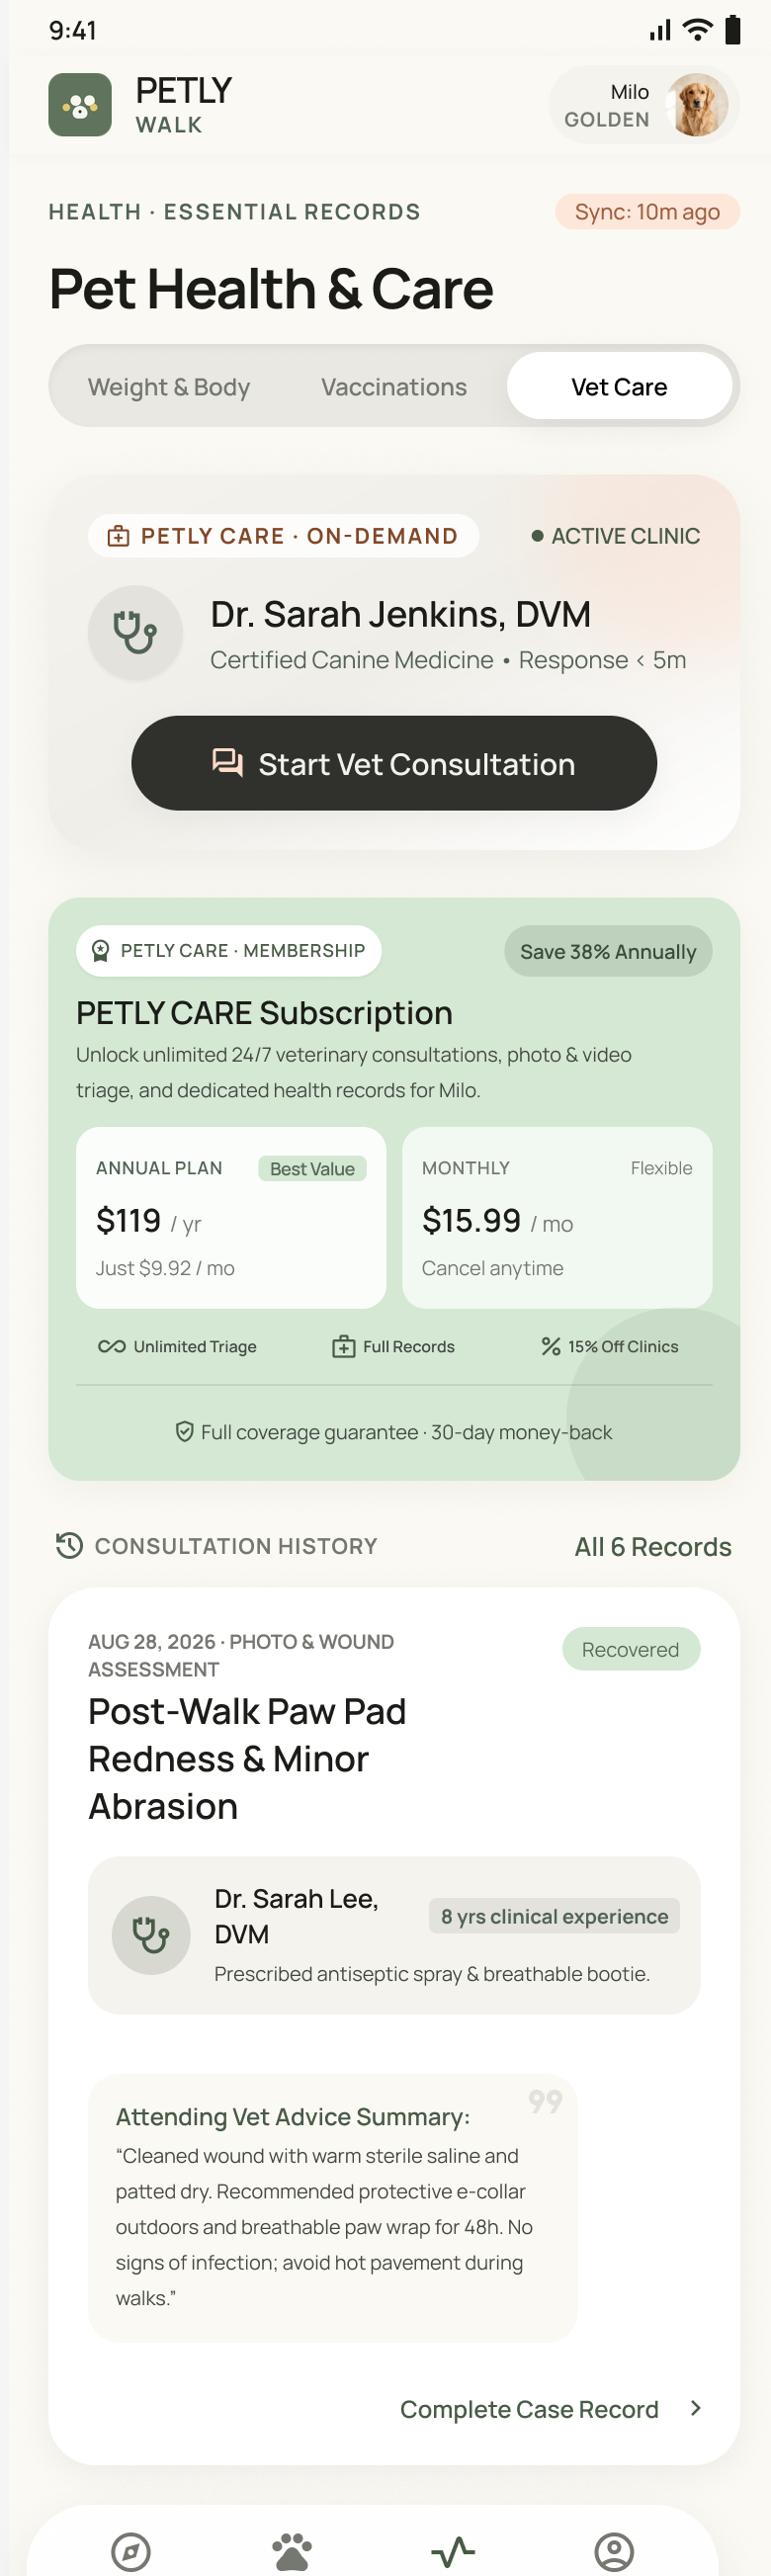 9:41
PETLY
WALK
Milo
GOLDEN
HEALTH · ESSENTIAL RECORDS
Sync: 10m ago
Pet Health & Care
Weight & Body
Vaccinations
Vet Care
PETLY CARE · ON-DEMAND
ACTIVE CLINIC
Dr. Sarah Jenkins, DVM
Certified Canine Medicine • Response < 5m
Start Vet Consultation
PETLY CARE · MEMBERSHIP
Save 38% Annually
PETLY CARE Subscription
Unlock unlimited 24/7 veterinary consultations, photo & video
triage, and dedicated health records for Milo.
ANNUAL PLAN
Best Value
$119 / yr
Just $9.92 / mo
MONTHLY
Flexible
$15.99 / mo
Cancel anytime
Unlimited Triage
Full Records
15% Off Clinics
Full coverage guarantee · 30-day money-back
CONSULTATION HISTORY
All 6 Records
AUG 28, 2026 · PHOTO & WOUND
ASSESSMENT
Recovered
Post-Walk Paw Pad
Redness & Minor
Abrasion
Dr. Sarah Lee,
DVM
8 yrs clinical experience
Prescribed antiseptic spray & breathable bootie.
Attending Vet Advice Summary:
“Cleaned wound with warm sterile saline and
patted dry. Recommended protective e-collar
outdoors and breathable paw wrap for 48h. No
signs of infection; avoid hot pavement during
walks.”
Complete Case Record